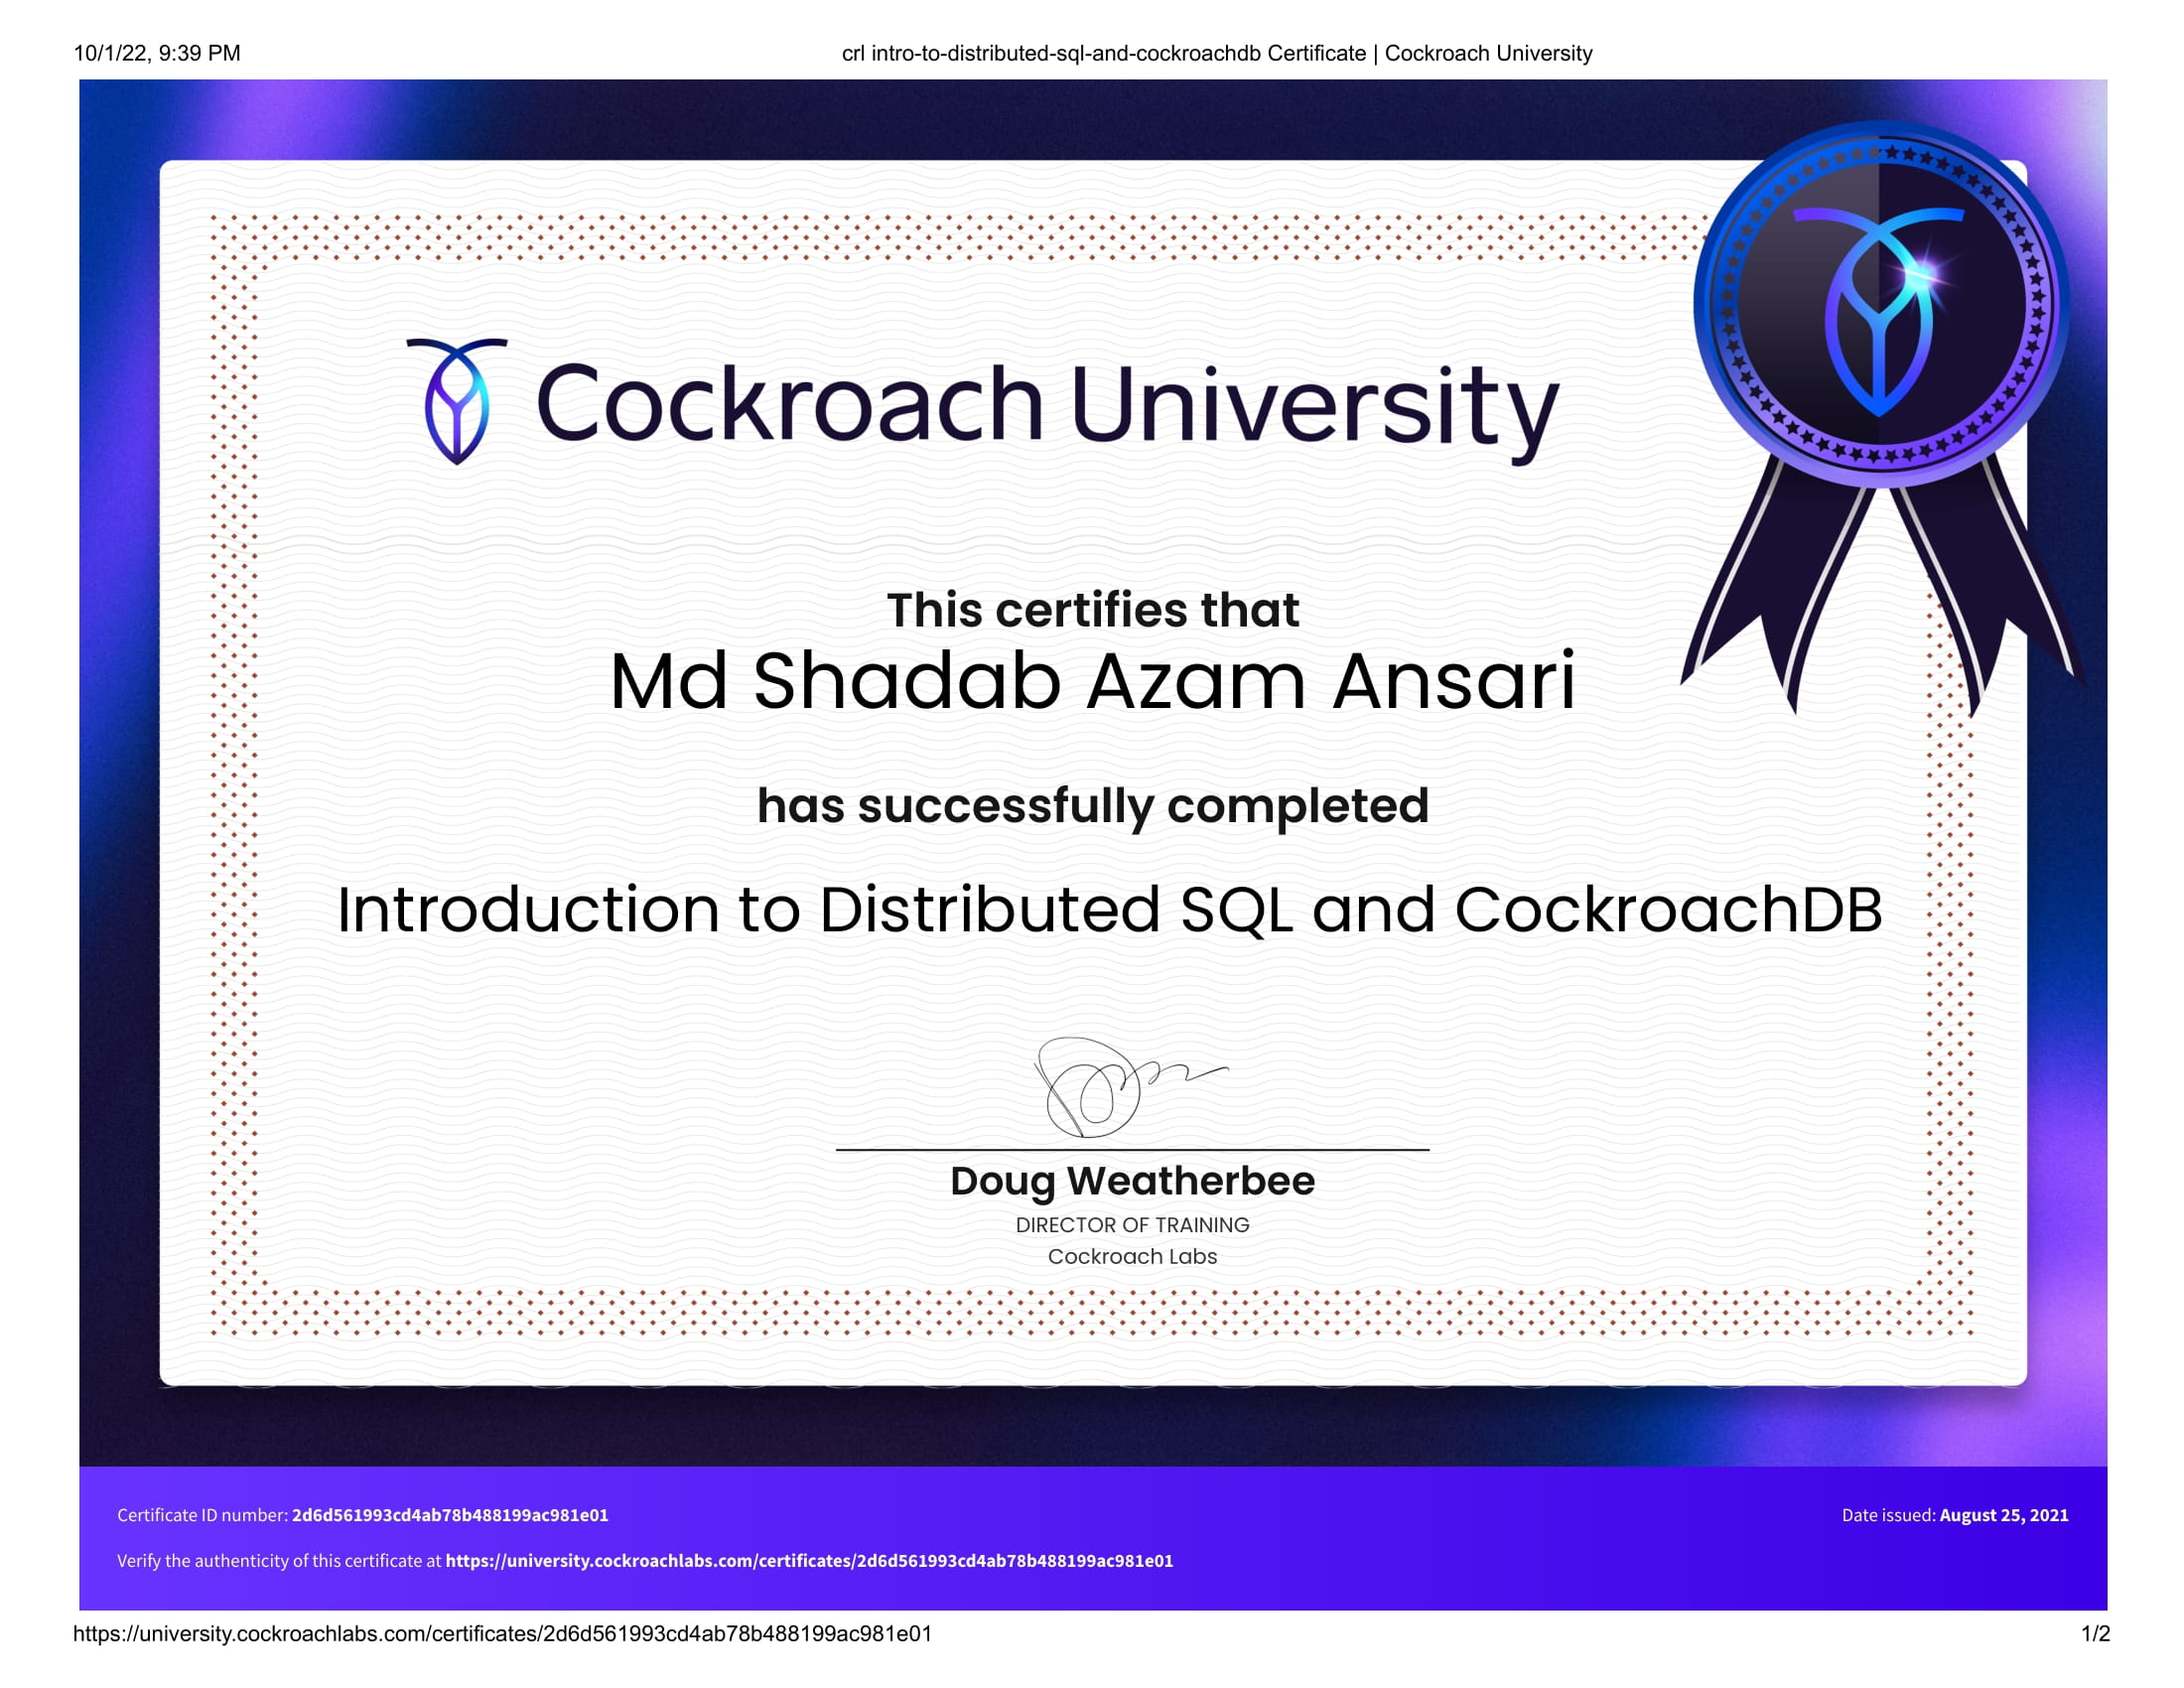 10/1/22, 9:39 PM
crl intro-to-distributed-sql-and-cockroachdb Certificate | Cockroach University
Cockroach University
This certifies that
Md Shadab Azam Ansari
has successfully completed
Introduction to Distributed SQL and CockroachDB
Doug Weatherbee
DIRECTOR OF TRAINING
Cockroach Labs
Certificate ID number: 2d6d561993cd4ab78b488199ac981e01
Date issued: August 25, 2021
Verify the authenticity of this certificate at https://university.cockroachlabs.com/certificates/2d6d561993cd4ab78b488199ac981e01
https://university.cockroachlabs.com/certificates/2d6d561993cd4ab78b488199ac981e01
1/2